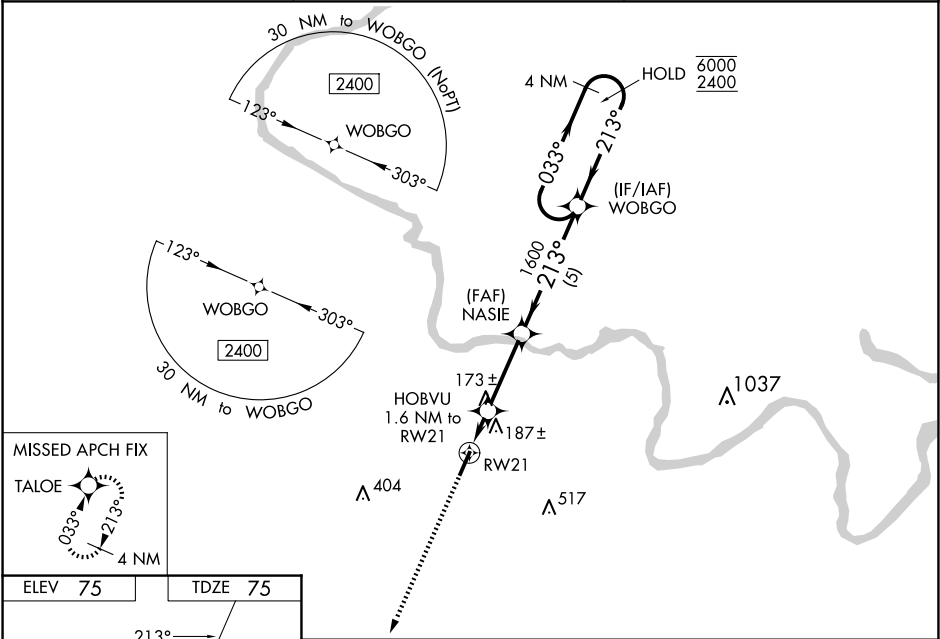 30 NM to WOBGO (NoPT)
2400
123°
WOBGO
303°
4 NM
HOLD
6000
2400
033°
213°
(IF/IAF)
WOBGO
1600
213°
(5)
123°
WOBGO
303°
2400
30 NM to WOBGO
(FAF)
NASIE
173 ±
HOBVU
1.6 NM to
RW21
187±
RW21
1037
404
517
MISSED APCH FIX
TALOE
033°
213°
4 NM
ELEV 75
TDZE 75
213°